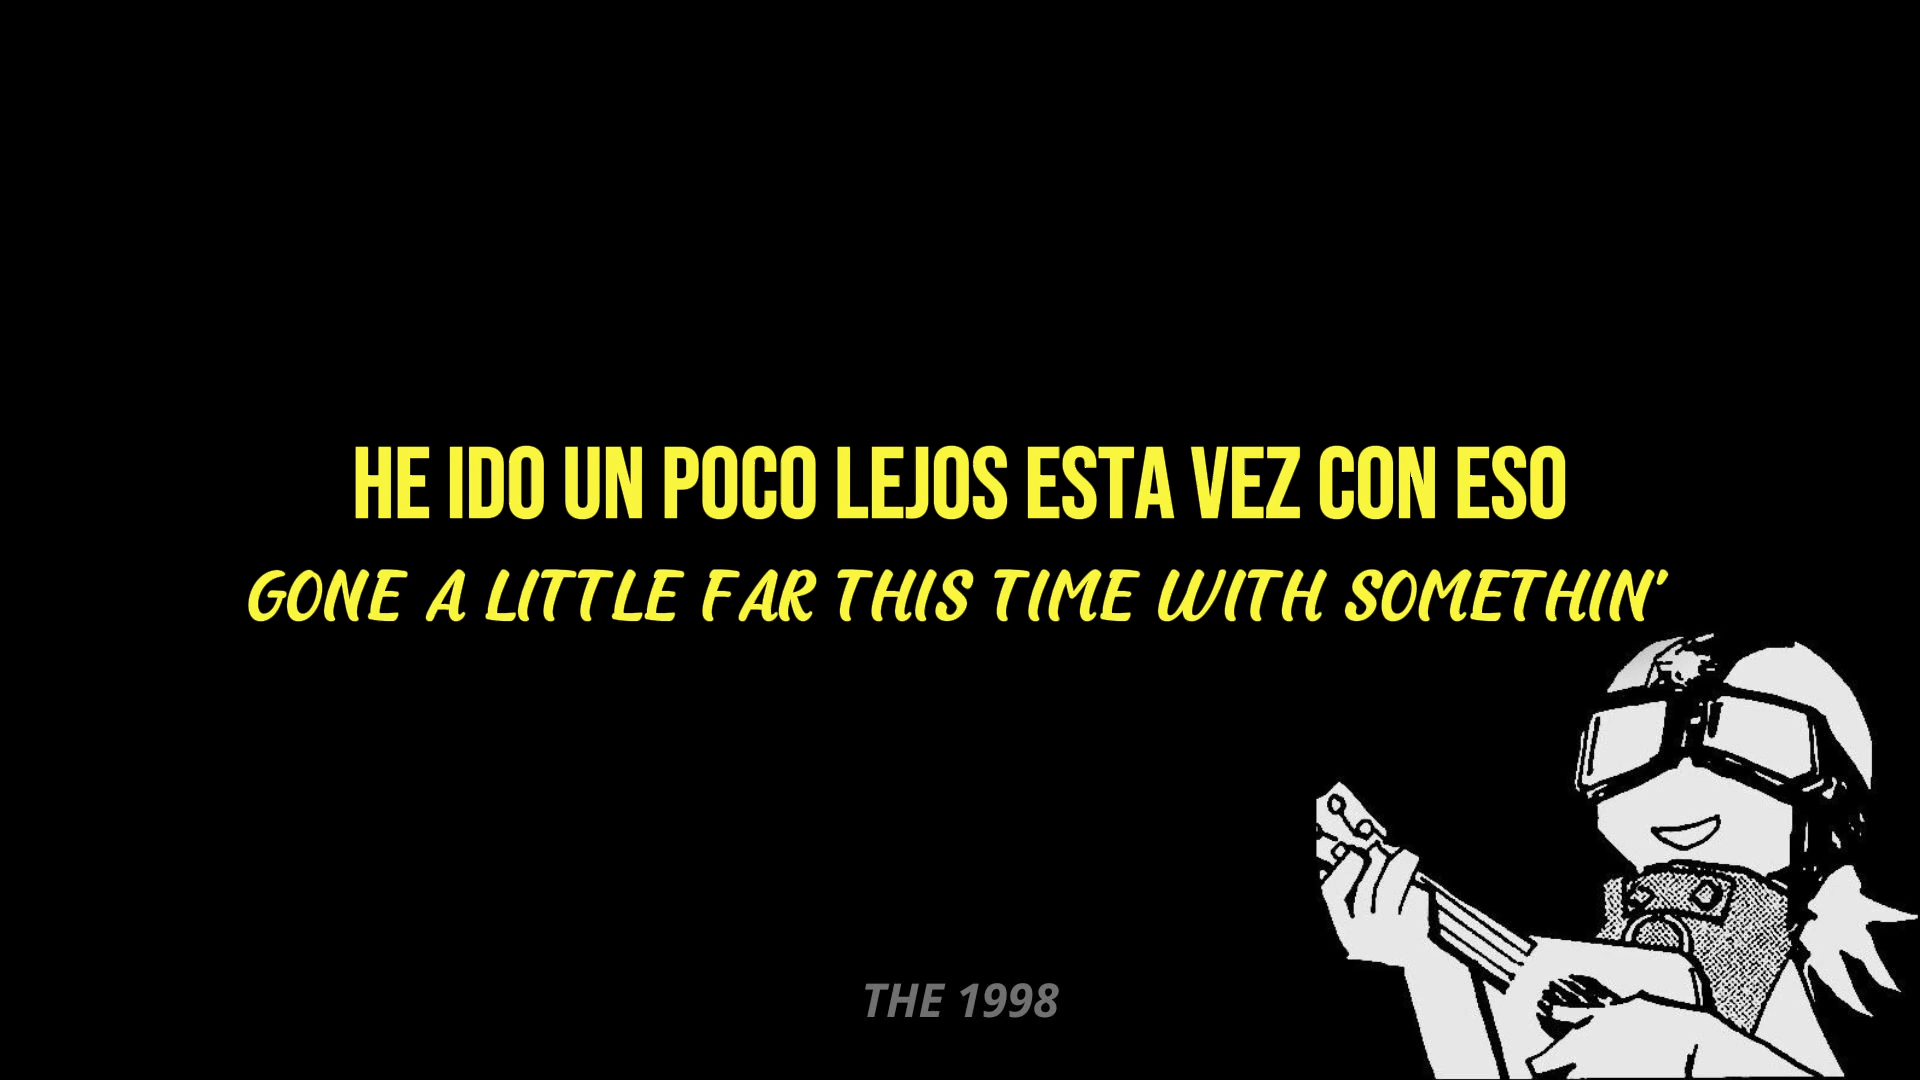 HE IDO UN POCO LEJOS ESTA VEZ CON ESO
GONE A LITTLE FAR THIS TIME WITH SOMETHIN'
THE 1998